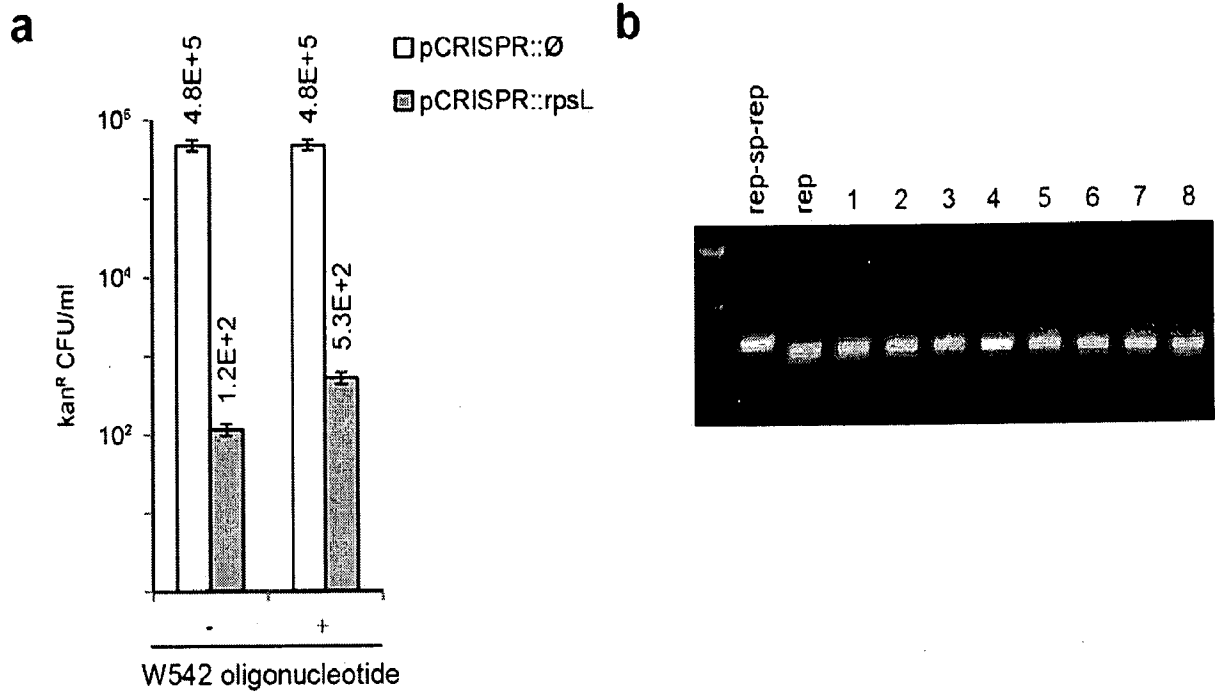 a
pCRISPR::Ø
pCRISPR::rpsL
4.8E+5
4.8E+5
1.2E+2
5.3E+2
10⁶
10⁴
10²
kanᴿ CFU/ml
-
+
W542 oligonucleotide
b
rep-sp-rep
rep
1 2 3 4 5 6 7 8